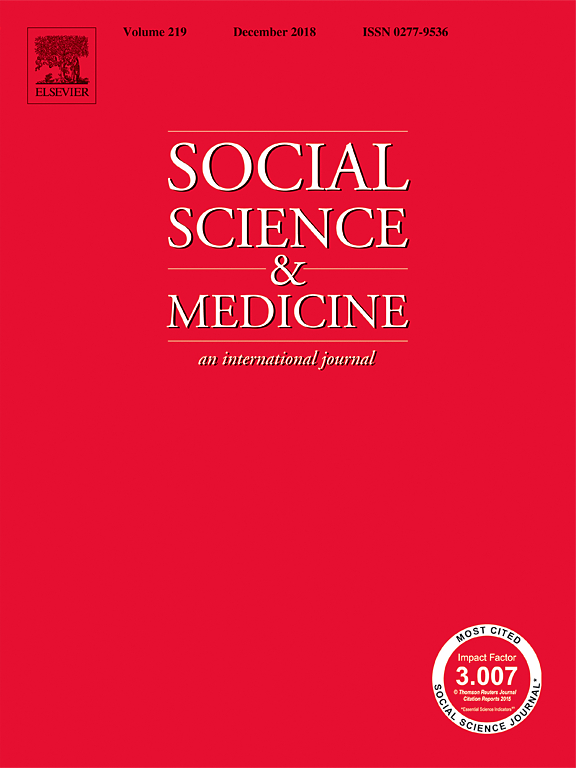 Volume 219 December 2018 ISSN 0277-9536
ELSEVIER
SOCIAL
SCIENCE
&
MEDICINE
an international journal
MOST CITED
Impact Factor
3.007
© Thomson Reuters Journal
Citation Reports 2015
"Essential Science Indicators℠"
SOCIAL SCIENCE JOURNAL*